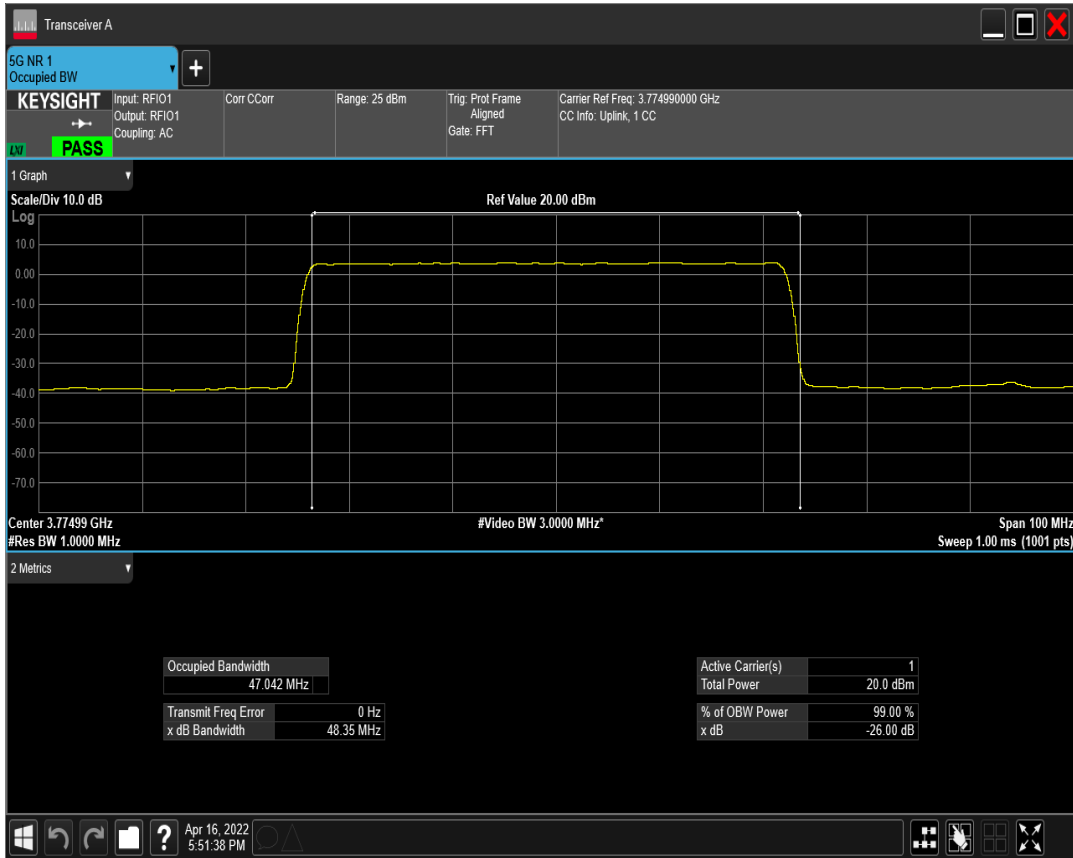 Transceiver A
5G NR 1
Occupied BW
KEYSIGHT
LXI
PASS
Input: RFIO1
Output: RFIO1
Coupling: AC
Corr CCorr
Range: 25 dBm
Trig: Prot Frame
Aligned
Gate: FFT
Carrier Ref Freq: 3.774990000 GHz
CC Info: Uplink, 1 CC
1 Graph
Scale/Div 10.0 dB
Ref Value 20.00 dBm
Log
10.0
0.00
-10.0
-20.0
-30.0
-40.0
-50.0
-60.0
-70.0
Center 3.77499 GHz
#Video BW 3.0000 MHz*
Span 100 MHz
#Res BW 1.0000 MHz
Sweep 1.00 ms (1001 pts)
2 Metrics
Occupied Bandwidth
47.042 MHz
Transmit Freq Error 0 Hz
x dB Bandwidth 48.35 MHz
Active Carrier(s) 1
Total Power 20.0 dBm
% of OBW Power 99.00 %
x dB -26.00 dB
?
Apr 16, 2022
5:51:38 PM